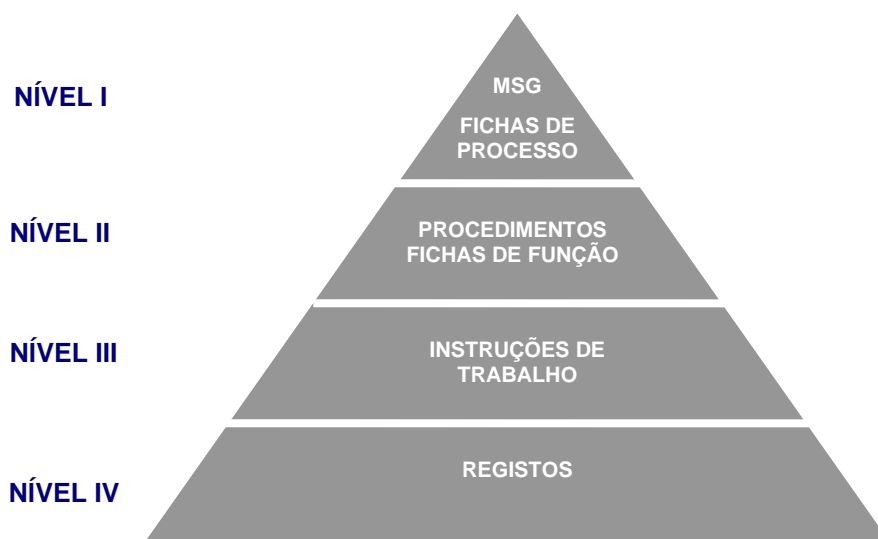 NÍVEL I
MSG
FICHAS DE
PROCESSO
NÍVEL II
PROCEDIMENTOS
FICHAS DE FUNÇÃO
NÍVEL III
INSTRUÇÕES DE
TRABALHO
NÍVEL IV
REGISTOS